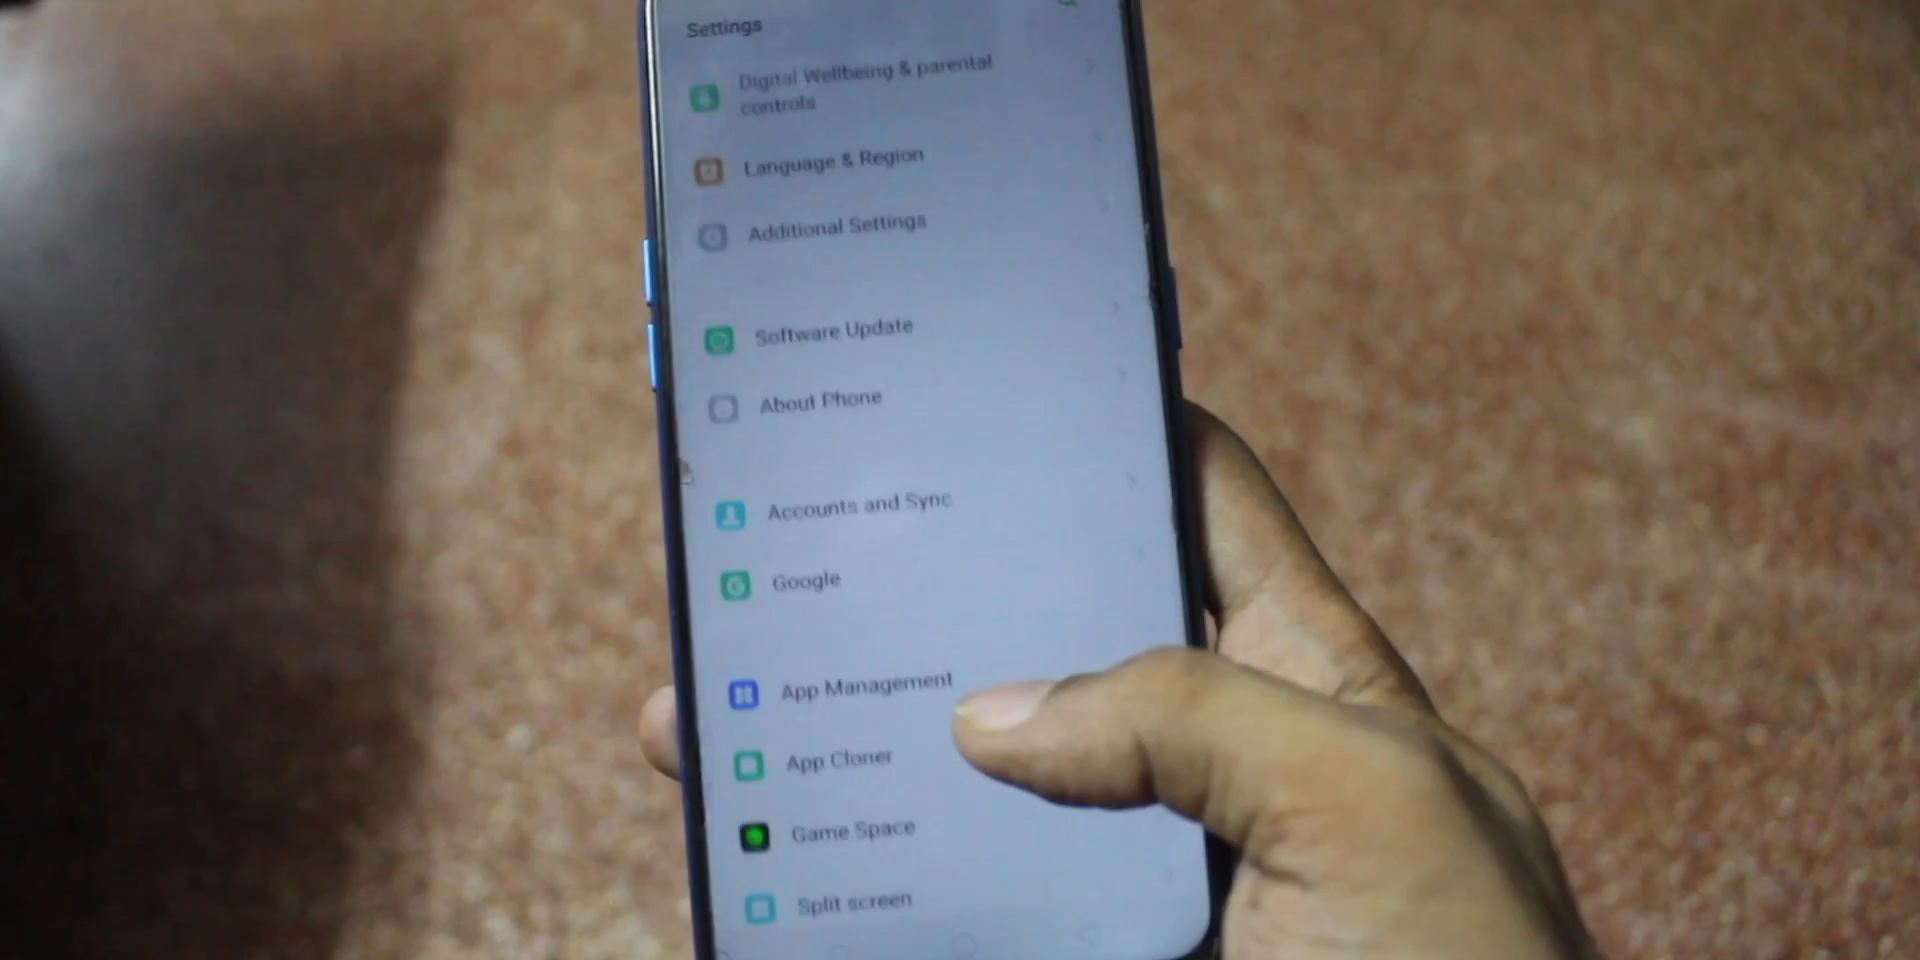 Settings
Digital Wellbeing & parental
controls
Language & Region
Additional Settings
Software Update
About Phone
Accounts and Sync
Google
App Management
App Cloner
Game Space
Split screen